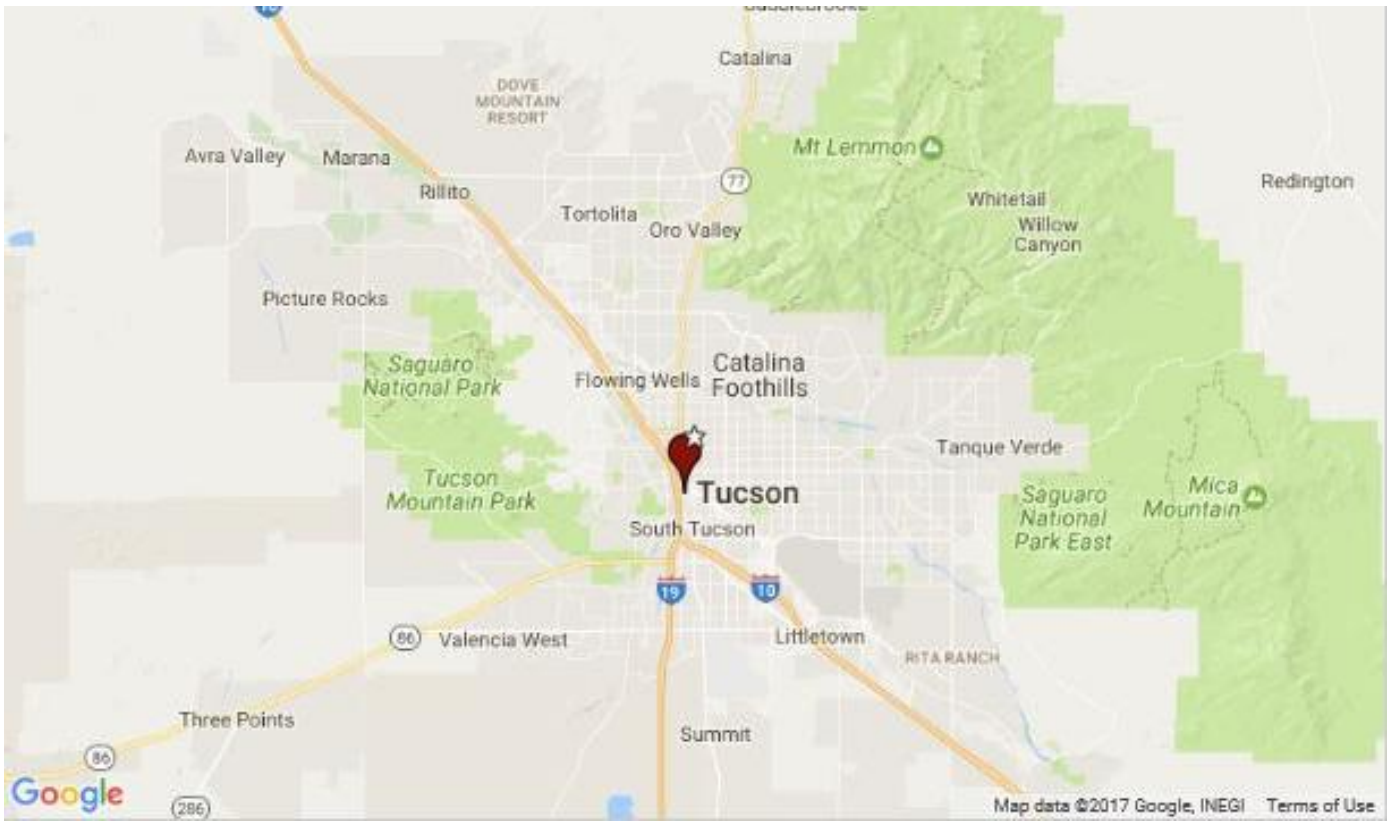 10
Saddlebrooke
Catalina
DOVE
MOUNTAIN
RESORT
Mt Lemmon
Avra Valley
Marana
Rillito
77
Redington
Whitetail
Willow
Canyon
Tortolita
Oro Valley
Picture Rocks
Saguaro
National Park
Flowing Wells
Catalina
Foothills
Tanque Verde
Tucson
Mountain Park
Tucson
South Tucson
Saguaro
National
Park East
Mica
Mountain
19
10
86
Valencia West
Littletown
RITA RANCH
Three Points
Summit
86
Google
286
Map data ©2017 Google, INEGI
Terms of Use